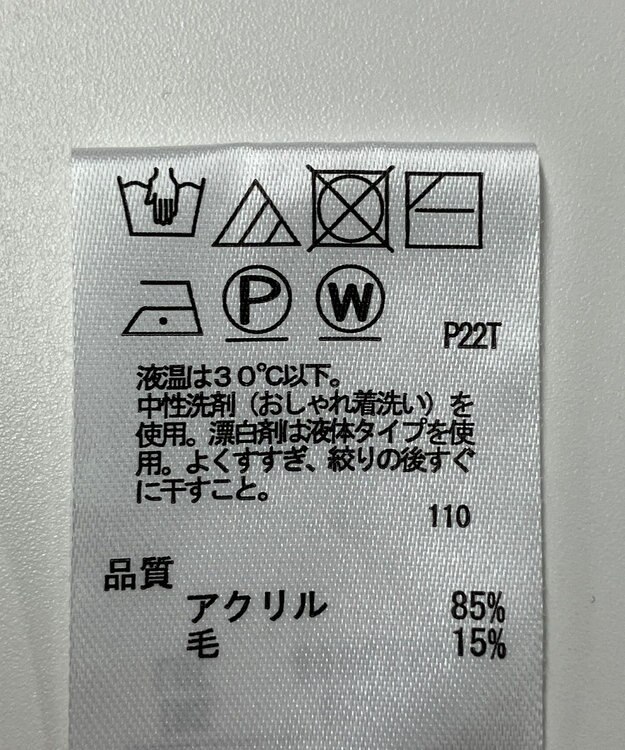 P W
P22T
液温は30℃以下。
中性洗剤（おしゃれ着洗い）を
使用。漂白剤は液体タイプを使
用。よくすすぎ、絞りの後すぐ
に干すこと。
110
品質
アクリル 85%
毛 15%